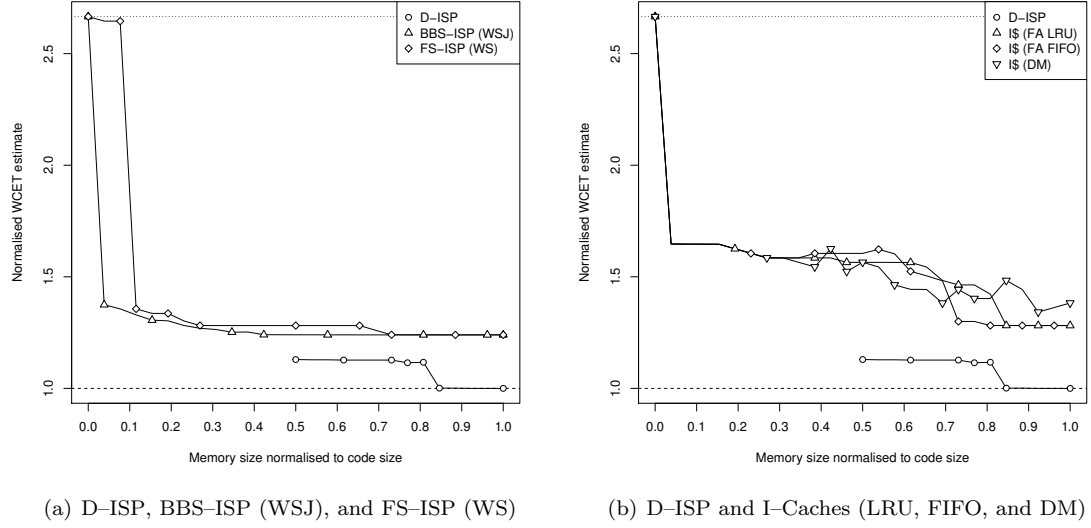 D−ISP
BBS−ISP (WSJ)
FS−ISP (WS)
2.5
2.0
1.5
1.0
Normalised WCET estimate
0.0 0.1 0.2 0.3 0.4 0.5 0.6 0.7 0.8 0.9 1.0
Memory size normalised to code size
(a) D–ISP, BBS–ISP (WSJ), and FS–ISP (WS)
D−ISP
I$ (FA LRU)
I$ (FA FIFO)
I$ (DM)
2.5
2.0
1.5
1.0
Normalised WCET estimate
0.0 0.1 0.2 0.3 0.4 0.5 0.6 0.7 0.8 0.9 1.0
Memory size normalised to code size
(b) D–ISP and I–Caches (LRU, FIFO, and DM)